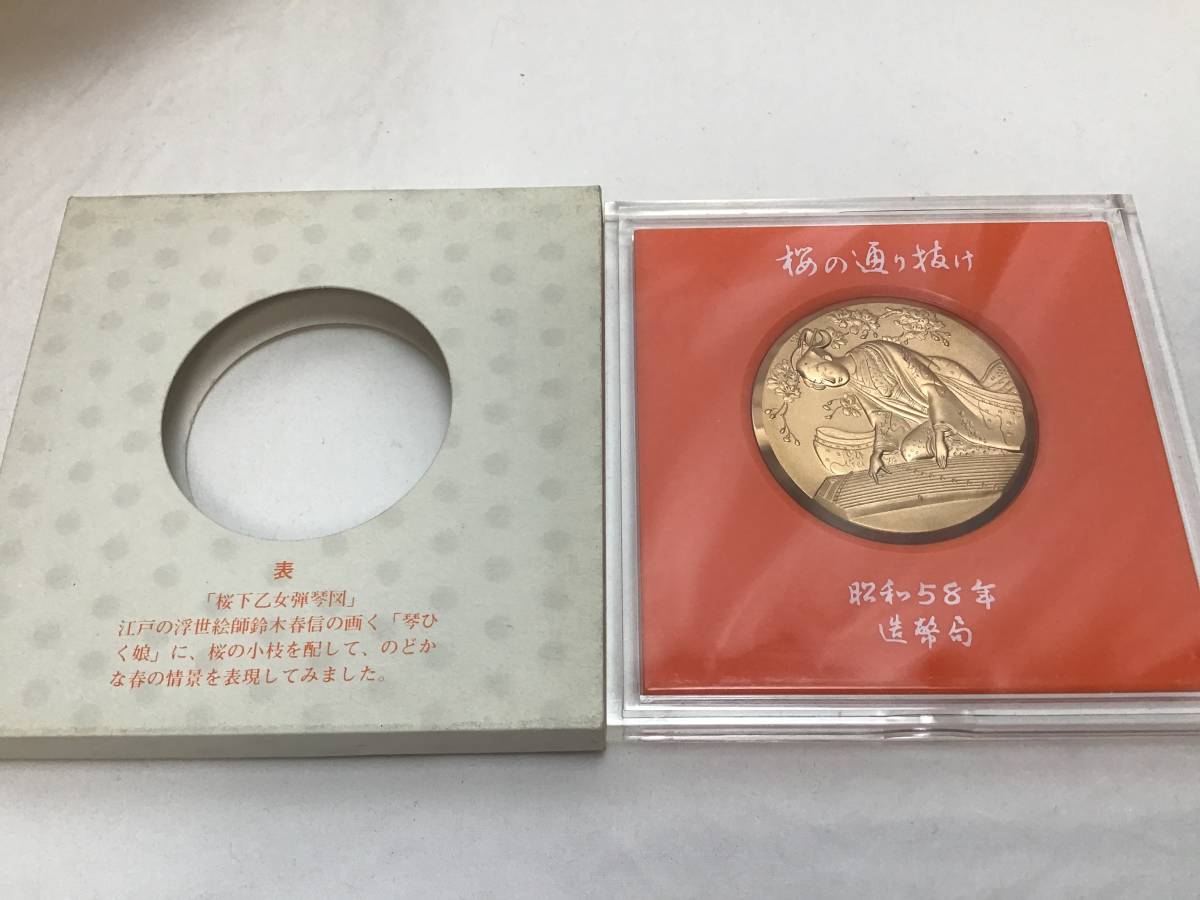 表
「桜下乙女弾琴図」
江戸の浮世絵師鈴木春信の画く「琴ひ
く娘」に、桜の小枝を配して、のどか
な春の情景を表現してみました。
桜の通り抜け
昭和58年
造幣局